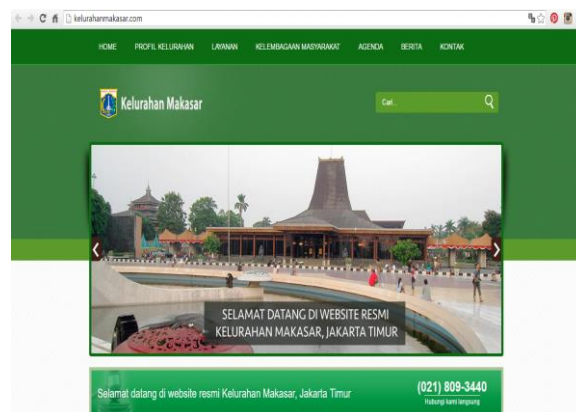 kelurahanmakasar.com
HOME PROFIL KELURAHAN LAYANAN KELEMBAGAAN MASYARAKAT AGENDA BERITA KONTAK
Kelurahan Makasar
Cari...
SELAMAT DATANG DI WEBSITE RESMI
KELURAHAN MAKASAR, JAKARTA TIMUR
Selamat datang di website resmi Kelurahan Makasar, Jakarta Timur
(021) 809-3440
Hubungi kami langsung